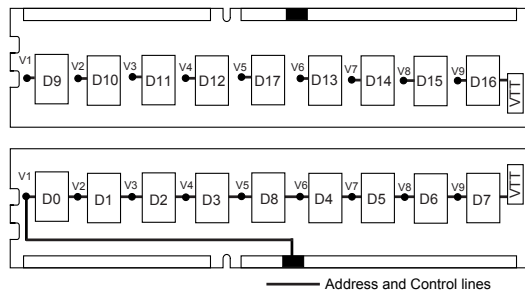 V1 V2 V3 V4 V5 V6 V7 V8 V9
D9 D10 D11 D12 D17 D13 D14 D15 D16 VTT
V1 V2 V3 V4 V5 V6 V7 V8 V9
D0 D1 D2 D3 D8 D4 D5 D6 D7 VTT
Address and Control lines